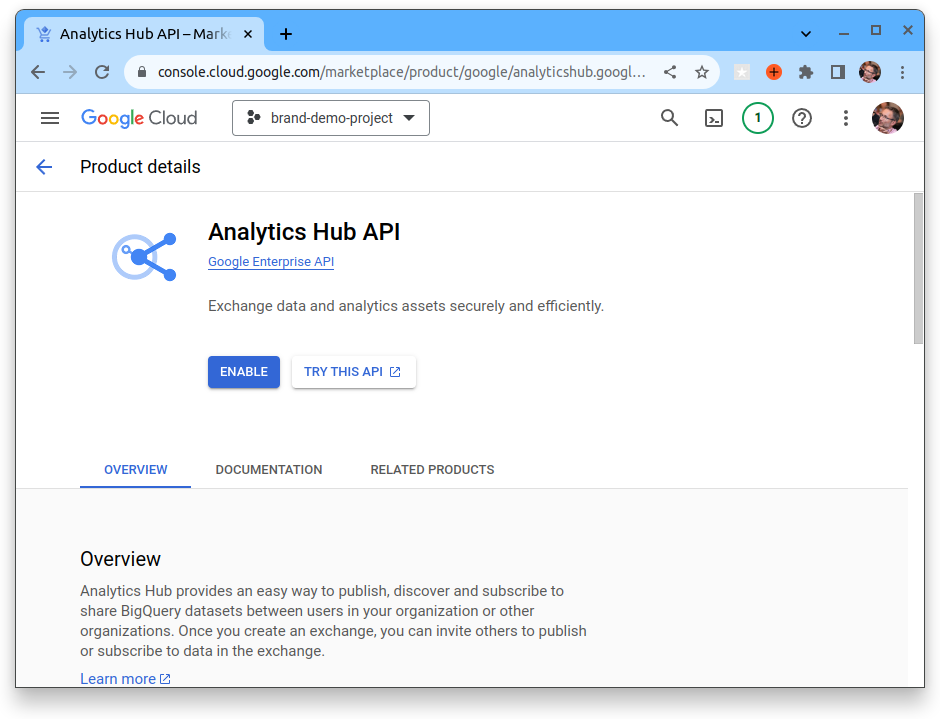 Analytics Hub API – Mark
console.cloud.google.com/marketplace/product/google/analyticshub.googl...
Google Cloud
brand-demo-project
1
Product details
Analytics Hub API
Google Enterprise API
Exchange data and analytics assets securely and efficiently.
ENABLE
TRY THIS API
OVERVIEW
DOCUMENTATION
RELATED PRODUCTS
Overview
Analytics Hub provides an easy way to publish, discover and subscribe to
share BigQuery datasets between users in your organization or other
organizations. Once you create an exchange, you can invite others to publish
or subscribe to data in the exchange.
Learn more